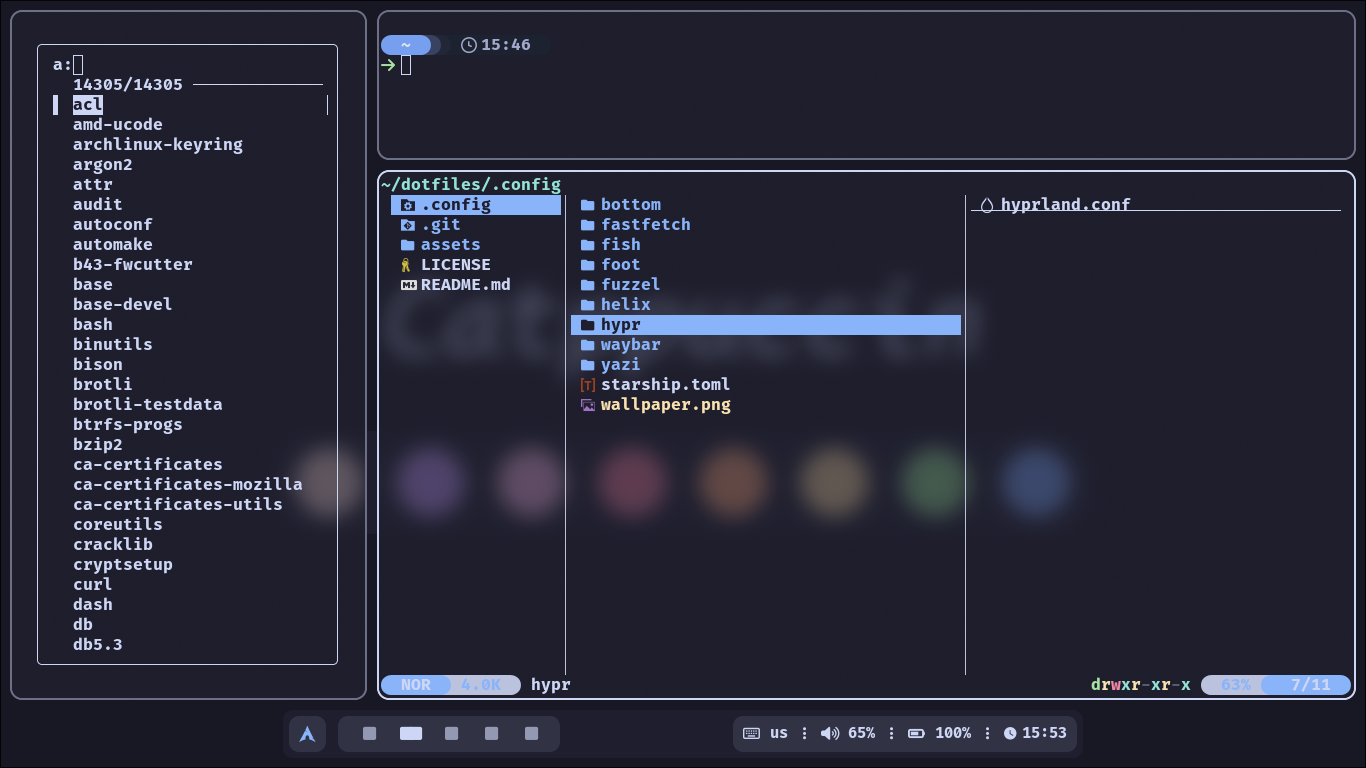 a:
14305/14305
acl
amd-ucode
archlinux-keyring
argon2
attr
audit
autoconf
automake
b43-fwcutter
base
base-devel
bash
binutils
bison
brotli
brotli-testdata
btrfs-progs
bzip2
ca-certificates
ca-certificates-mozilla
ca-certificates-utils
coreutils
cracklib
cryptsetup
curl
dash
db
db5.3
~ 15:46
~/dotfiles/.config
.config
.git
assets
LICENSE
README.md
bottom
fastfetch
fish
foot
fuzzel
helix
hypr
waybar
yazi
starship.toml
wallpaper.png
hyprland.conf
NOR 4.0K hypr
drwxr-xr-x 63% 7/11
us 65% 100% 15:53